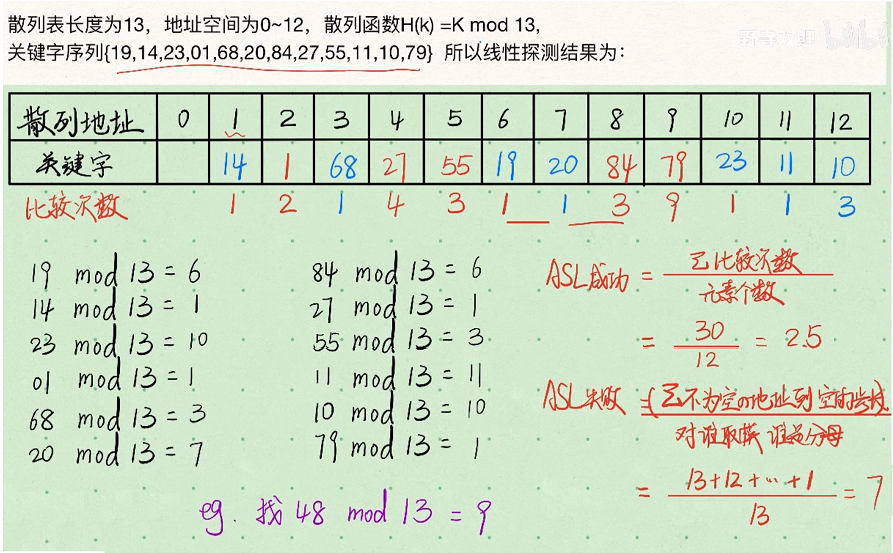 散列表长度为13，地址空间为0~12，散列函数H(k) =K mod 13,
关键字序列{19,14,23,01,68,20,84,27,55,11,10,79} 所以线性探测结果为：
散列地址 0 1 2 3 4 5 6 7 8 9 10 11 12
关键字 14 1 68 27 55 19 20 84 79 23 11 10
比较次数 1 2 1 4 3 1 1 3 9 1 1 3
19 mod 13 = 6
14 mod 13 = 1
23 mod 13 = 10
01 mod 13 = 1
68 mod 13 = 3
20 mod 13 = 7
84 mod 13 = 6
27 mod 13 = 1
55 mod 13 = 3
11 mod 13 = 11
10 mod 13 = 10
79 mod 13 = 1
ASL成功 = Σ比较次数
元素个数
= 30/12 = 2.5
ASL失败 = (Σ不为空的地址到空的步数)
对谁取模 谁是分母
= 13+12+…+1
13
= 7
eg. 找48 mod 13 = 9
bilibili